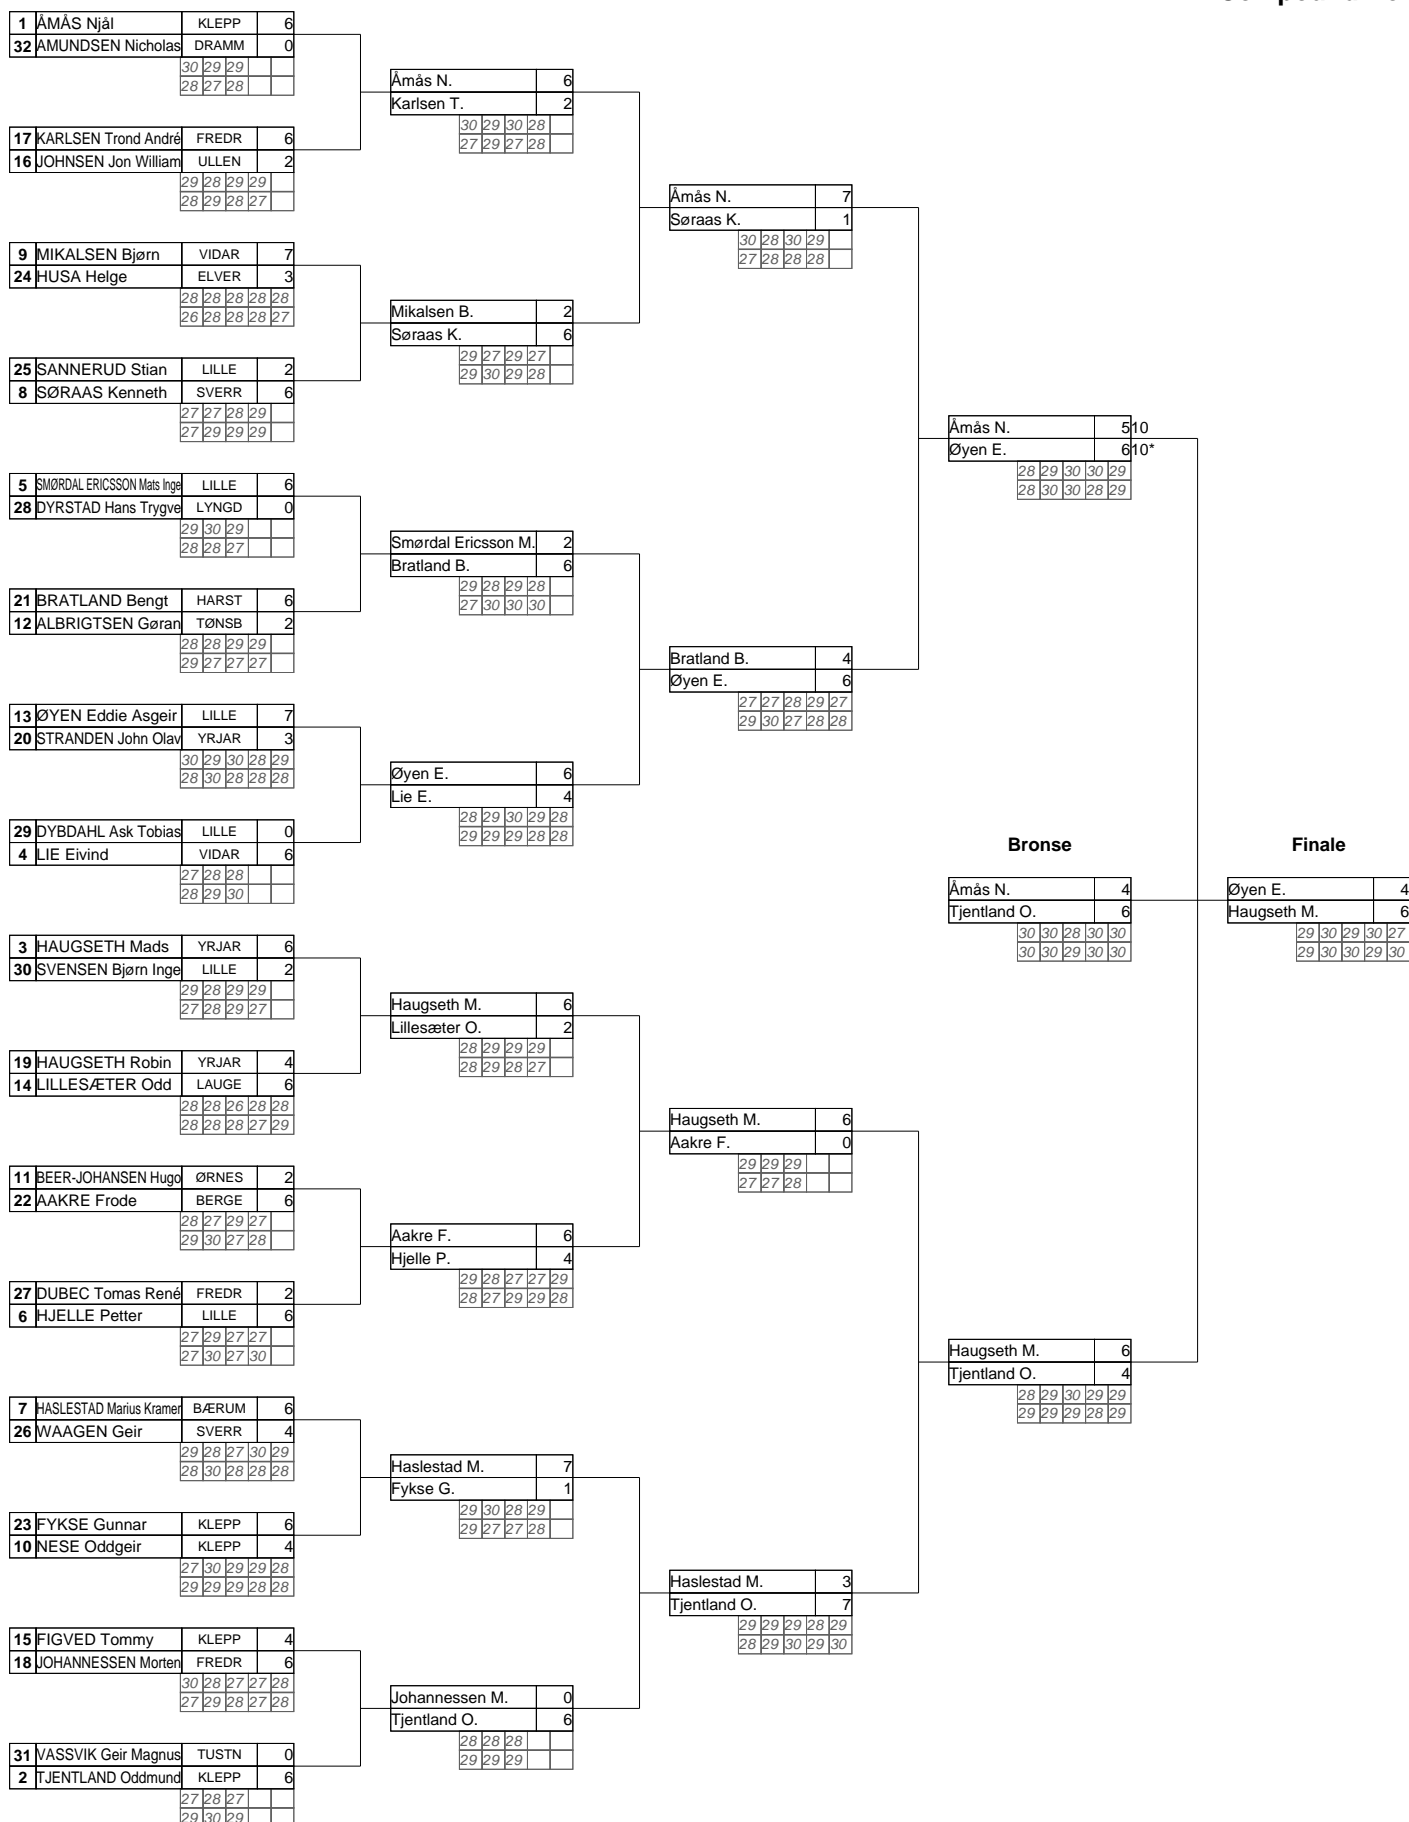 1 ÅMÅS Njål KLEPP 6
32 AMUNDSEN Nicholas DRAMM 0
30 29 29
28 27 28
17 KARLSEN Trond André FREDR 6
16 JOHNSEN Jon William ULLEN 2
29 28 29 29
28 29 28 27
9 MIKALSEN Bjørn VIDAR 7
24 HUSA Helge ELVER 3
28 28 28 28 28
26 28 28 28 27
25 SANNERUD Stian LILLE 2
8 SØRAAS Kenneth SVERR 6
27 27 28 29
27 29 29 29
5 SMØRDAL ERICSSON Mats Inge LILLE 6
28 DYRSTAD Hans Trygve LYNGD 0
29 30 29
28 28 27
21 BRATLAND Bengt HARST 6
12 ALBRIGTSEN Gøran TØNSB 2
28 28 29 29
29 27 27 27
13 ØYEN Eddie Asgeir LILLE 7
20 STRANDEN John Olav YRJAR 3
30 29 30 28 29
28 30 28 28 28
29 DYBDAHL Ask Tobias LILLE 0
4 LIE Eivind VIDAR 6
27 28 28
28 29 30
3 HAUGSETH Mads YRJAR 6
30 SVENSEN Bjørn Inge LILLE 2
29 28 29 29
27 28 29 27
19 HAUGSETH Robin YRJAR 4
14 LILLESÆTER Odd LAUGE 6
28 28 26 28 28
28 28 28 27 29
11 BEER-JOHANSEN Hugo ØRNES 2
22 AAKRE Frode BERGE 6
28 27 29 27
29 30 27 28
27 DUBEC Tomas René FREDR 2
6 HJELLE Petter LILLE 6
27 29 27 27
27 30 27 30
7 HASLESTAD Marius Kramer BÆRUM 6
26 WAAGEN Geir SVERR 4
29 28 27 30 29
28 30 28 28 28
23 FYKSE Gunnar KLEPP 6
10 NESE Oddgeir KLEPP 4
27 30 29 29 28
29 29 29 28 28
15 FIGVED Tommy KLEPP 4
18 JOHANNESSEN Morten FREDR 6
30 28 27 27 28
27 29 28 27 28
31 VASSVIK Geir Magnus TUSTN 0
2 TJENTLAND Oddmund KLEPP 6
27 28 27
29 30 29
Åmås N. 6
Karlsen T. 2
30 29 30 28
27 29 27 28
Mikalsen B. 2
Søraas K. 6
29 27 29 27
29 30 29 28
Smørdal Ericsson M. 2
Bratland B. 6
29 28 29 28
27 30 30 30
Øyen E. 6
Lie E. 4
28 29 30 29 28
29 29 29 28 28
Haugseth M. 6
Lillesæter O. 2
28 29 29 29
28 29 28 27
Aakre F. 6
Hjelle P. 4
29 28 27 27 29
28 27 29 29 28
Haslestad M. 7
Fykse G. 1
29 30 28 29
29 27 27 28
Johannessen M. 0
Tjentland O. 6
28 28 28
29 29 29
Åmås N. 7
Søraas K. 1
30 28 30 29
27 28 28 28
Bratland B. 4
Øyen E. 6
27 27 28 29 27
29 30 27 28 28
Haugseth M. 6
Aakre F. 0
29 29 29
27 27 28
Haslestad M. 3
Tjentland O. 7
29 29 29 28 29
28 29 30 29 30
Åmås N. 5 10
Øyen E. 6 10*
28 29 30 30 29
28 30 30 28 29
Haugseth M. 6
Tjentland O. 4
28 29 30 29 29
29 29 29 28 29
Bronse
Åmås N. 4
Tjentland O. 6
30 30 28 30 30
30 30 29 30 30
Finale
Øyen E. 4
Haugseth M. 6
29 30 29 30 27
29 30 30 29 30